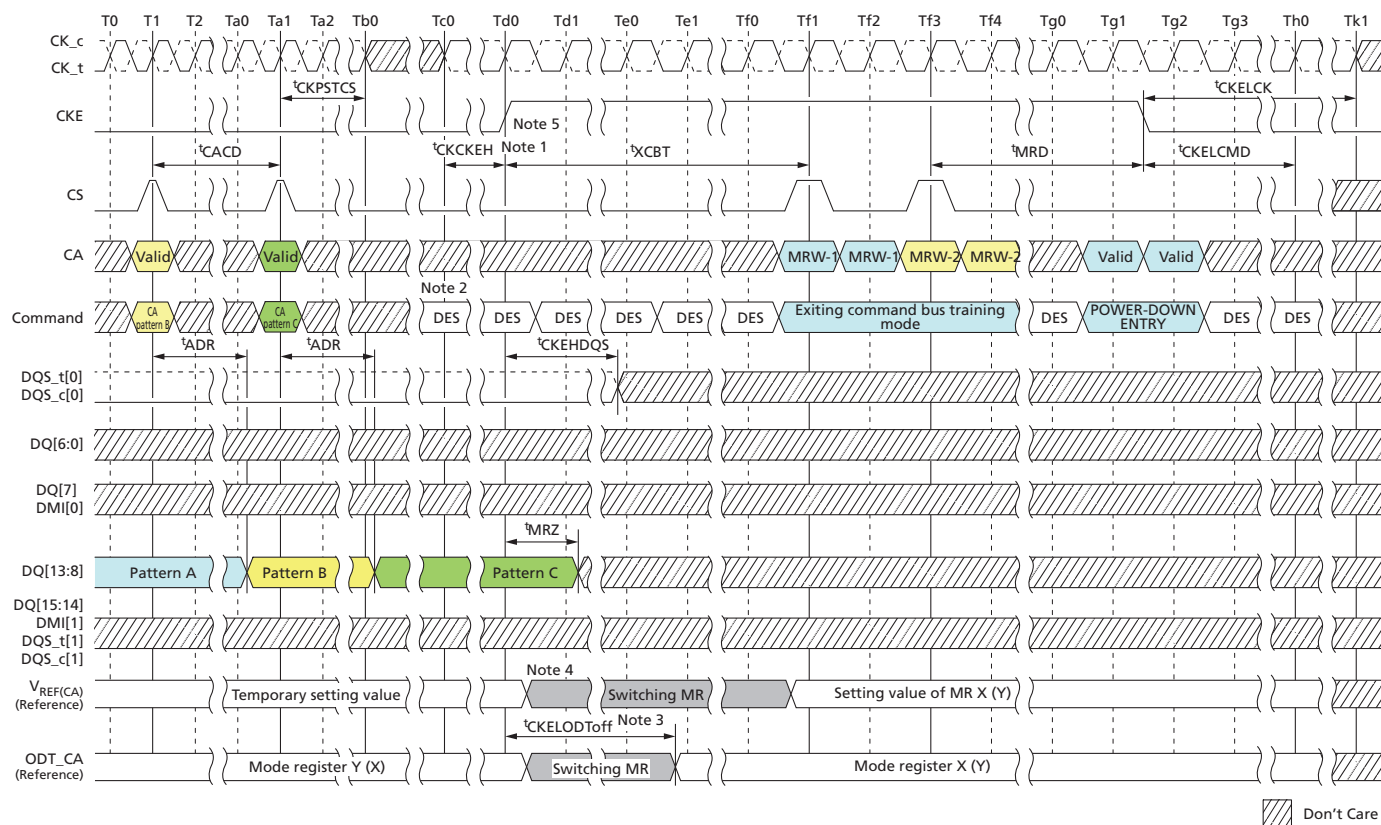 T0 T1 T2 Ta0 Ta1 Ta2 Tb0 Tc0 Td0 Td1 Te0 Te1 Tf0 Tf1 Tf2 Tf3 Tf4 Tg0 Tg1 Tg2 Tg3 Th0 Tk1
CK_c
CK_t
tCKPSTCS tCKELCK
CKE
Note 5
tCACD tCKCKEH Note 1 tXCBT tMRD tCKELCMD
CS
CA Valid Valid MRW-1 MRW-1 MRW-2 MRW-2 Valid Valid
Note 2
Command CA pattern B CA pattern C DES DES DES DES DES DES Exiting command bus training mode DES POWER-DOWN ENTRY DES DES
tADR tADR tCKEHDQS
DQS_t[0]
DQS_c[0]
DQ[6:0]
DQ[7]
DMI[0]
tMRZ
DQ[13:8] Pattern A Pattern B Pattern C
DQ[15:14]
DMI[1]
DQS_t[1]
DQS_c[1]
Note 4
VREF(CA)
(Reference)
Temporary setting value Switching MR Setting value of MR X (Y)
tCKELODToff Note 3
ODT_CA
(Reference)
Mode register Y (X) Switching MR Mode register X (Y)
Don't Care